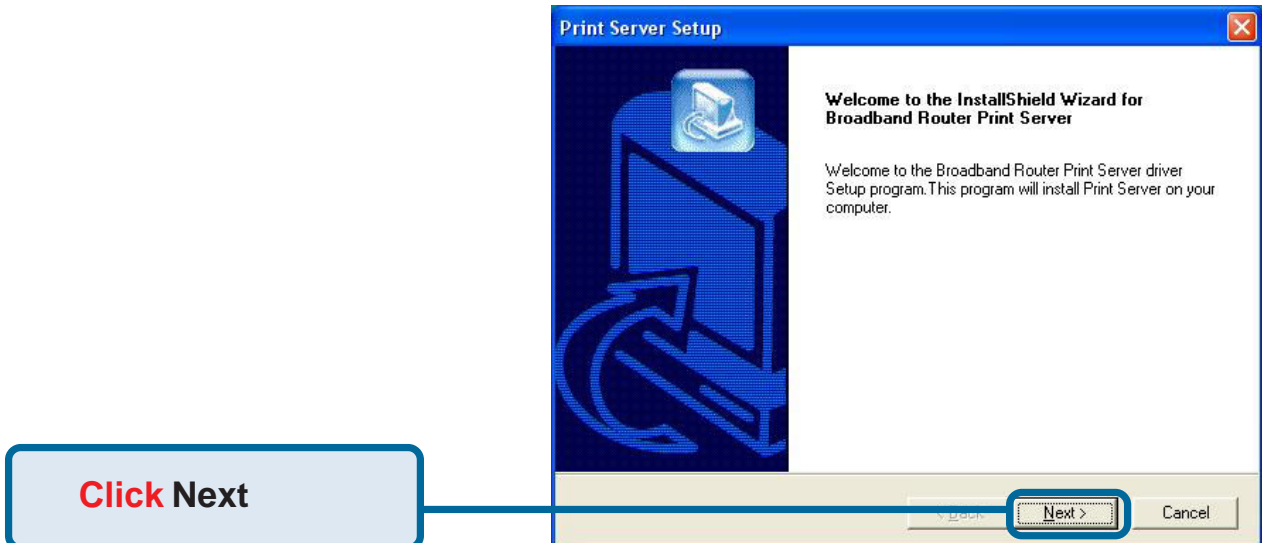 Print Server Setup
Welcome to the InstallShield Wizard for
Broadband Router Print Server
Welcome to the Broadband Router Print Server driver
Setup program.This program will install Print Server on your
computer.
Click Next
< Back
Next >
Cancel